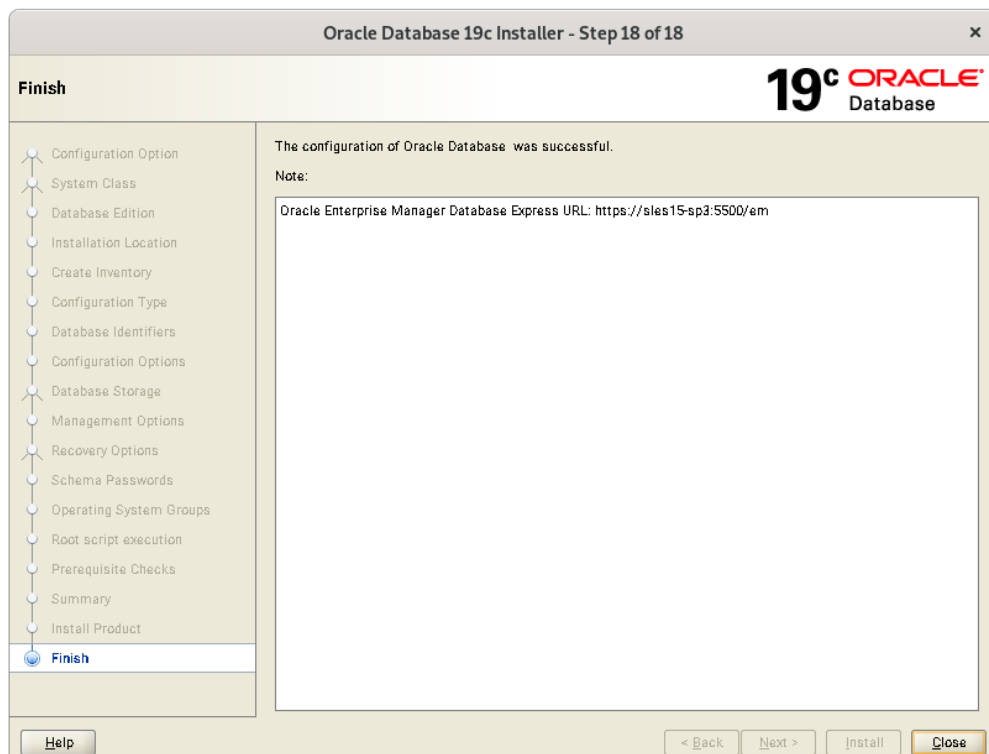 Oracle Database 19c Installer - Step 18 of 18
×
Finish
19c ORACLE
Database
Configuration Option
System Class
Database Edition
Installation Location
Create Inventory
Configuration Type
Database Identifiers
Configuration Options
Database Storage
Management Options
Recovery Options
Schema Passwords
Operating System Groups
Root script execution
Prerequisite Checks
Summary
Install Product
Finish
The configuration of Oracle Database was successful.
Note:
Oracle Enterprise Manager Database Express URL: https://sles15-sp3:5500/em
Help
< Back
Next >
Install
Close